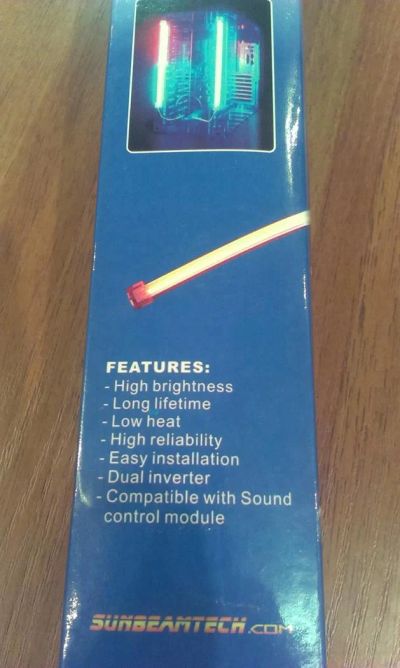 FEATURES:
- High brightness
- Long lifetime
- Low heat
- High reliability
- Easy installation
- Dual inverter
- Compatible with Sound
control module
SUNBEAMTECH.COM